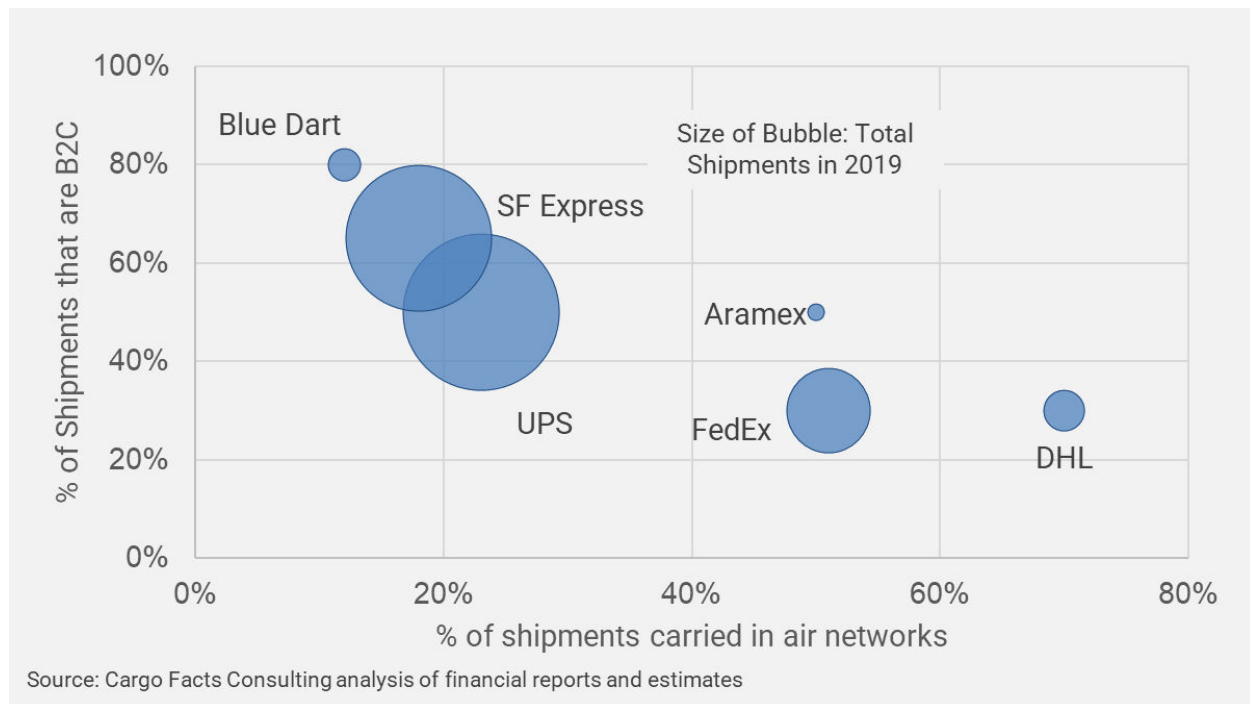 100%
80%
60%
40%
20%
0%
% of Shipments that are B2C
Blue Dart
Size of Bubble: Total
Shipments in 2019
SF Express
Aramex
UPS
FedEx
DHL
0%
20%
40%
60%
80%
% of shipments carried in air networks
Source: Cargo Facts Consulting analysis of financial reports and estimates